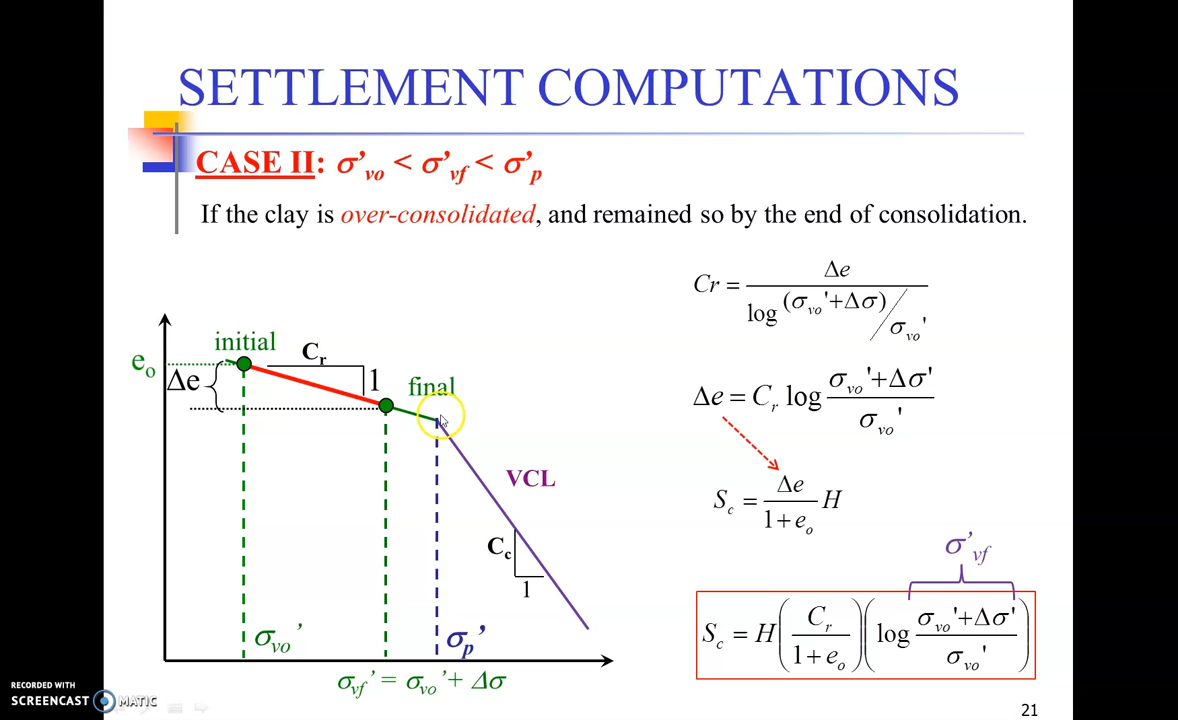 SETTLEMENT COMPUTATIONS
CASE II: σ’vo < σ’vf < σ’p
If the clay is over-consolidated, and remained so by the end of consolidation.
Cr = Δe / log (σvo'+Δσ)/σvo'
initial
Cr
eo
Δe
1
final
Δe = Cr log (σvo'+Δσ')/σvo'
VCL
Sc = Δe/(1+eo) H
Cc
1
σ’vf
Sc = H(Cr/(1+eo))(log (σvo'+Δσ')/σvo')
σvo’
σp’
σvf’ = σvo’+ Δσ
RECORDED WITH
SCREENCAST MATIC
21